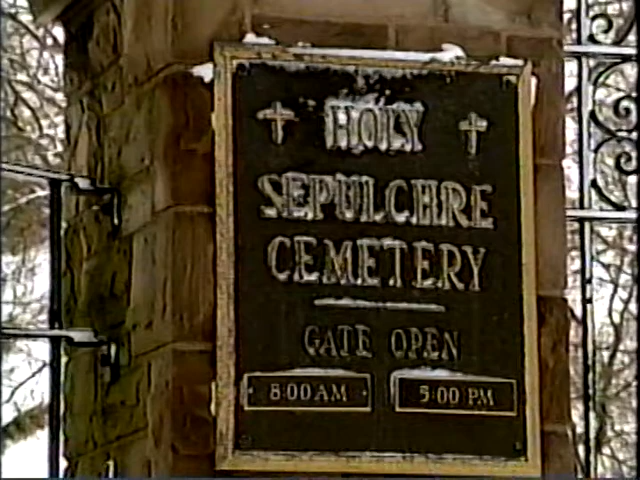 HOLY
SEPULCHRE
CEMETERY
GATE OPEN
8:00 AM 5:00 PM